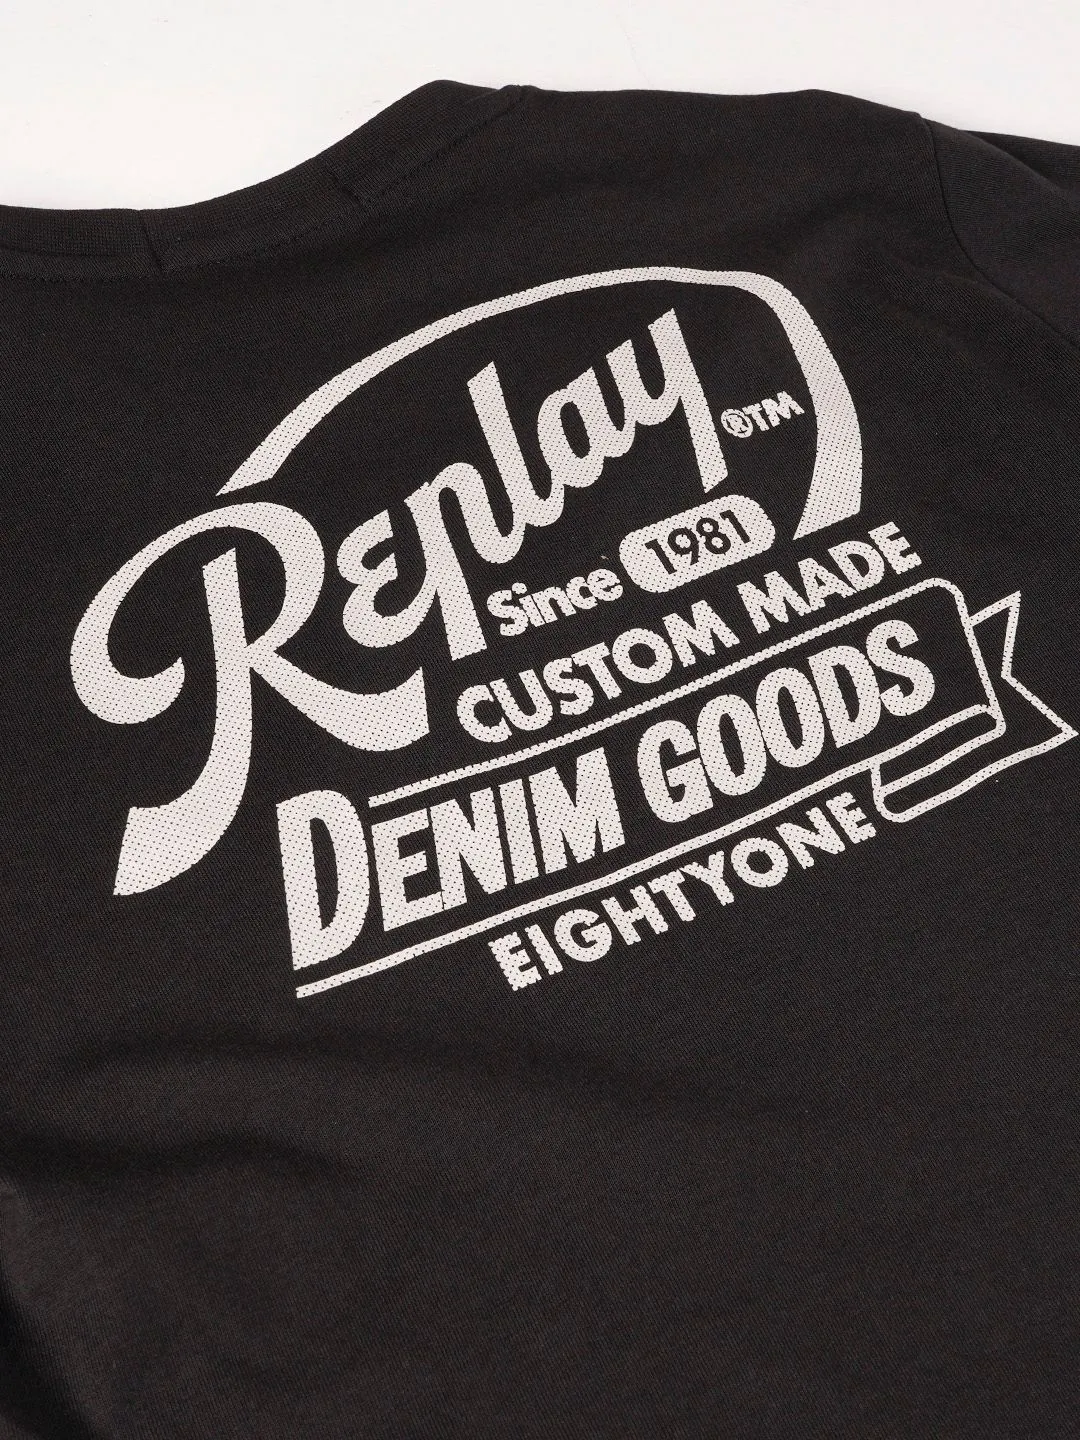 Replay ®TM
Since 1981
CUSTOM MADE
DENIM GOODS
EIGHTYONE